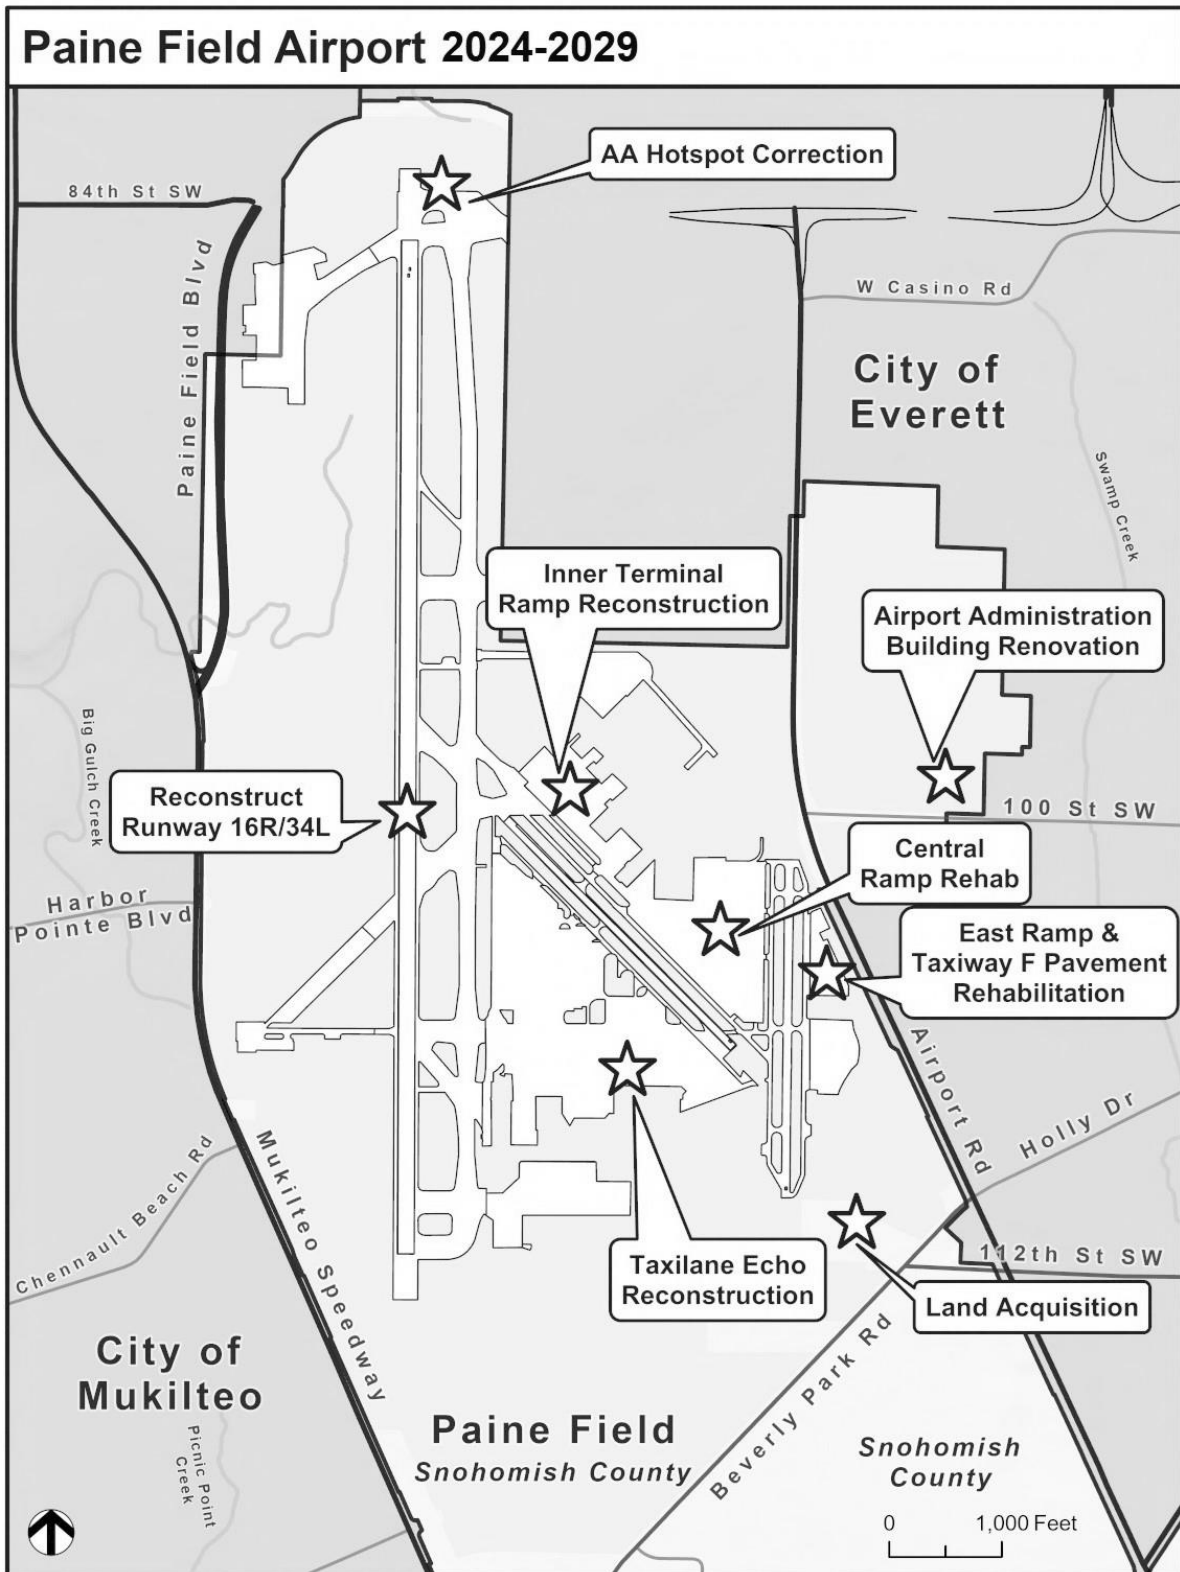 Paine Field Airport 2024-2029
AA Hotspot Correction
84th St SW
Paine Field Blvd
W Casino Rd
City of
Everett
Swamp Creek
Inner Terminal
Ramp Reconstruction
Airport Administration
Building Renovation
Big Gulch Creek
Reconstruct
Runway 16R/34L
100 St SW
Central
Ramp Rehab
Harbor
Pointe Blvd
East Ramp &
Taxiway F Pavement
Rehabilitation
Airport Rd
Holly Dr
Chennault Beach Rd
Mukilteo Speedway
112th St SW
Taxilane Echo
Reconstruction
Land Acquisition
City of
Mukilteo
Beverly Park Rd
Paine Field
Snohomish County
Picnic Point
Creek
Snohomish
County
0 1,000 Feet